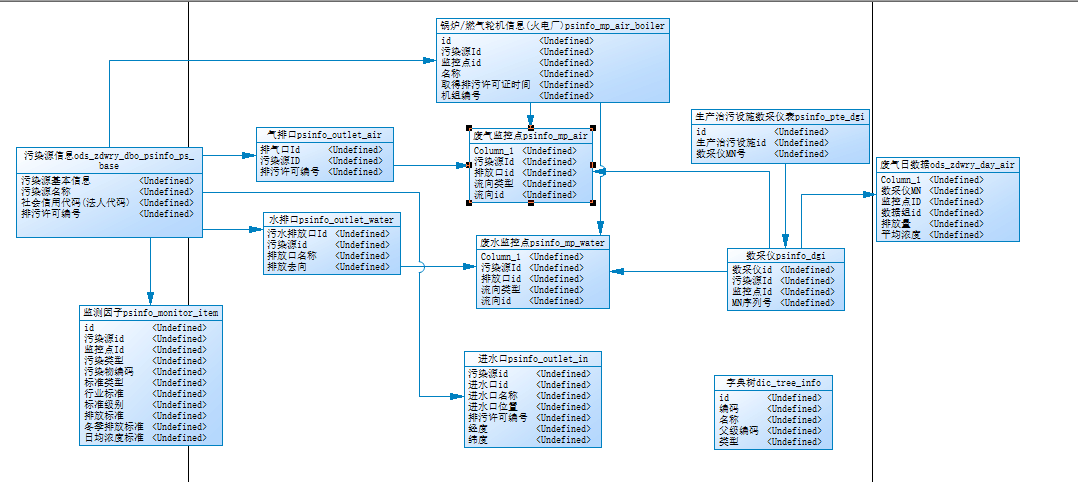 锅炉/燃气轮机信息(火电厂)psinfo_mp_air_boiler
id <Undefined>
污染源Id <Undefined>
监控点id <Undefined>
名称 <Undefined>
取得排污许可证时间 <Undefined>
机组编号 <Undefined>
生产治污设施数采仪表psinfo_pte_dgi
id <Undefined>
生产治污设施id <Undefined>
数采仪MN号 <Undefined>
气排口psinfo_outlet_air
排气口Id <Undefined>
污染源ID <Undefined>
排污许可编号 <Undefined>
废气监控点psinfo_mp_air
Column_1 <Undefined>
污染源Id <Undefined>
排放口id <Undefined>
流向类型 <Undefined>
流向id <Undefined>
污染源信息ods_zdwry_dbo_psinfo_ps_
base
污染源基本信息 <Undefined>
污染源名称 <Undefined>
社会信用代码(法人代码) <Undefined>
排污许可编号 <Undefined>
废气日数据ods_zdwry_day_air
Column_1 <Undefined>
数采仪MN <Undefined>
监控点ID <Undefined>
数据组id <Undefined>
排放量 <Undefined>
平均浓度 <Undefined>
水排口psinfo_outlet_water
污水排放口Id <Undefined>
污染源id <Undefined>
排放口名称 <Undefined>
排放去向 <Undefined>
废水监控点psinfo_mp_water
Column_1 <Undefined>
污染源Id <Undefined>
排放口id <Undefined>
流向类型 <Undefined>
流向id <Undefined>
数采仪psinfo_dgi
数采仪id <Undefined>
污染源Id <Undefined>
监控点Id <Undefined>
MN序列号 <Undefined>
监测因子psinfo_monitor_item
id <Undefined>
污染源id <Undefined>
监控点Id <Undefined>
污染类型 <Undefined>
污染物编码 <Undefined>
标准类型 <Undefined>
行业标准 <Undefined>
标准级别 <Undefined>
排放标准 <Undefined>
冬季排放标准 <Undefined>
日均浓度标准 <Undefined>
进水口psinfo_outlet_in
污染源id <Undefined>
进水口id <Undefined>
进水口名称 <Undefined>
进水口位置 <Undefined>
排污许可编号 <Undefined>
经度 <Undefined>
纬度 <Undefined>
字典树dic_tree_info
id <Undefined>
编码 <Undefined>
名称 <Undefined>
父级编码 <Undefined>
类型 <Undefined>